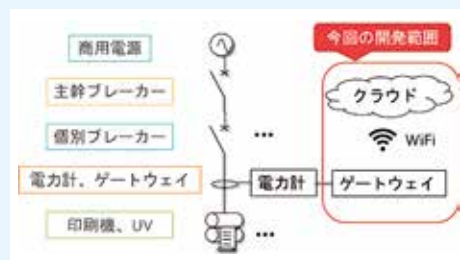 商用電源
主幹ブレーカー
個別ブレーカー
電力計、ゲートウェイ
印刷機、UV
•••
電力計
•••
今回の開発範囲
クラウド
WiFi
ゲートウェイ